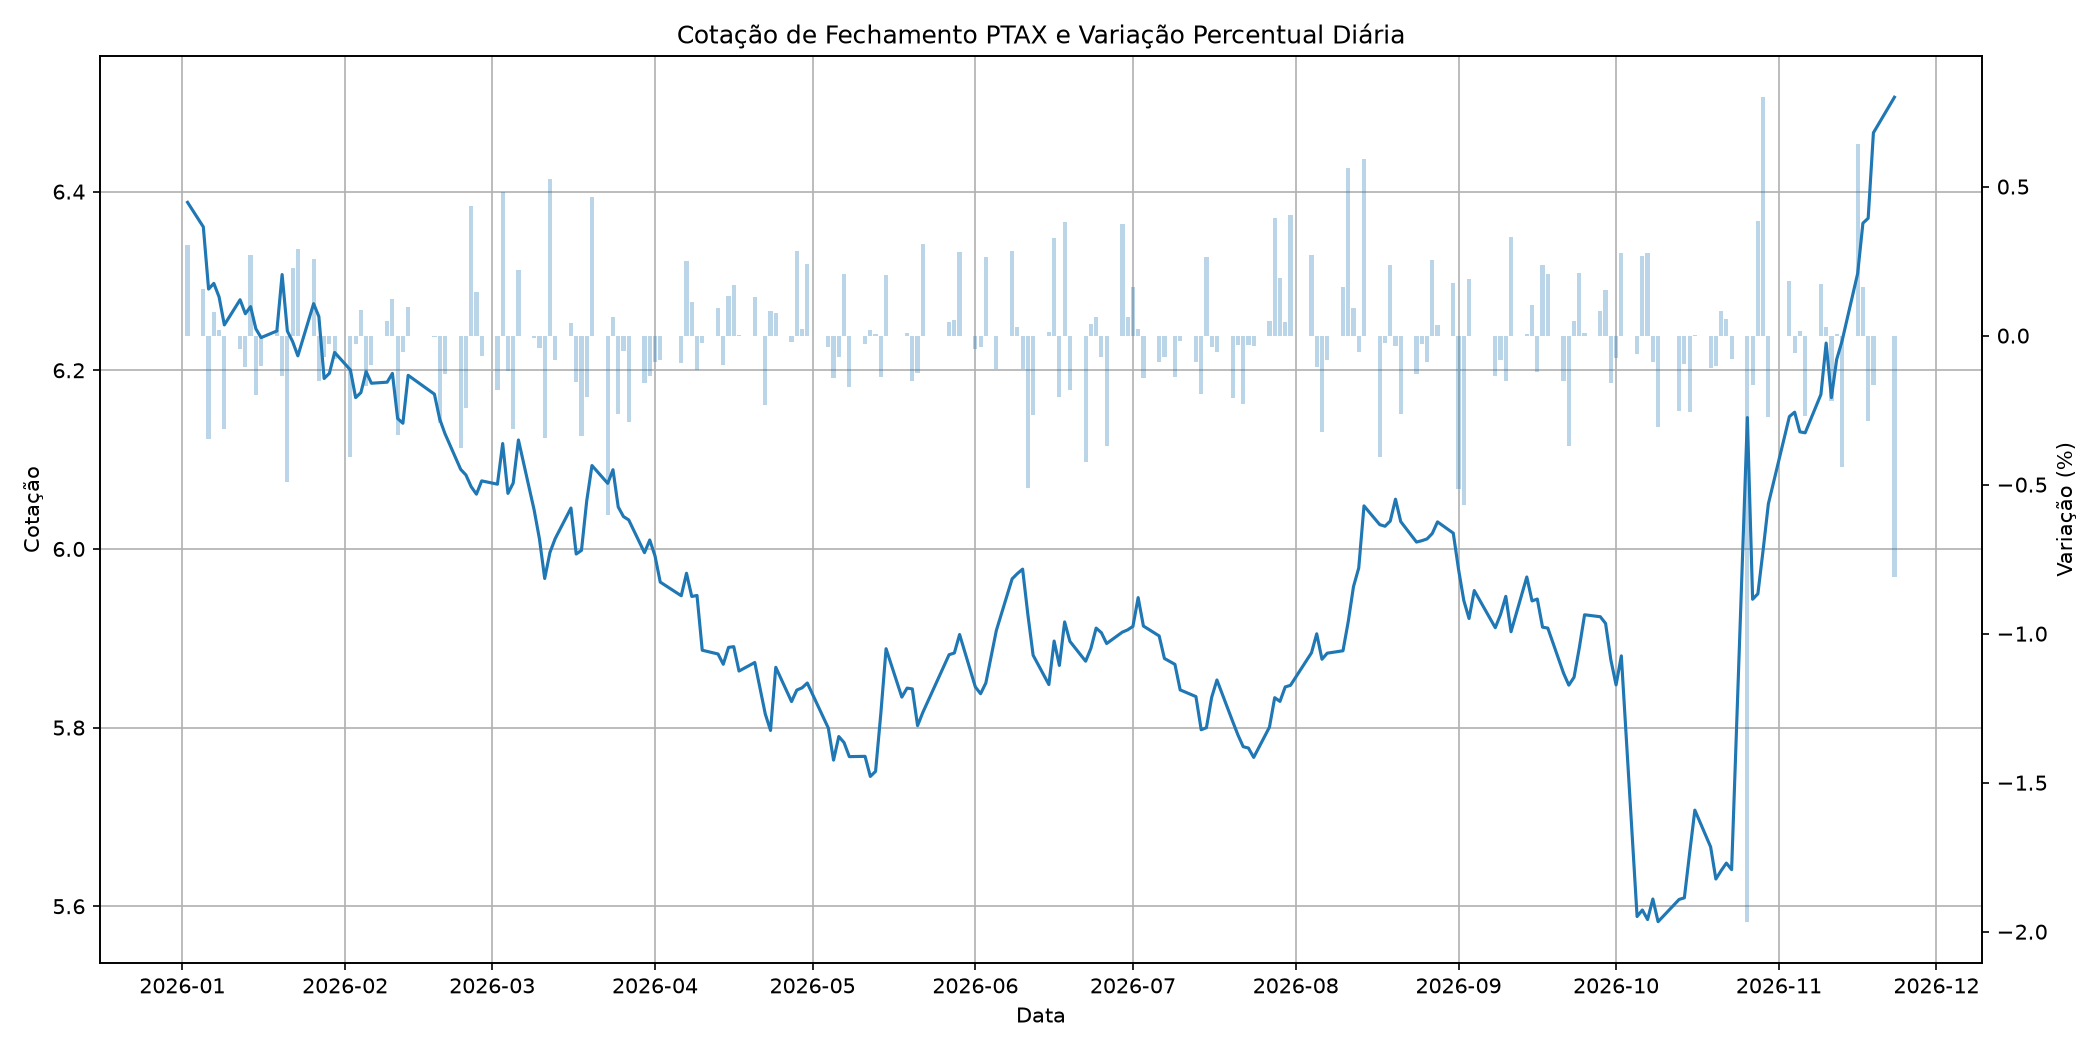 Cotação de Fechamento PTAX e Variação Percentual Diária
Cotação
6.4
6.2
6.0
5.8
5.6
0.5
0.0
−0.5
−1.0
−1.5
−2.0
Variação (%)
2026-01 2026-02 2026-03 2026-04 2026-05 2026-06 2026-07 2026-08 2026-09 2026-10 2026-11 2026-12
Data